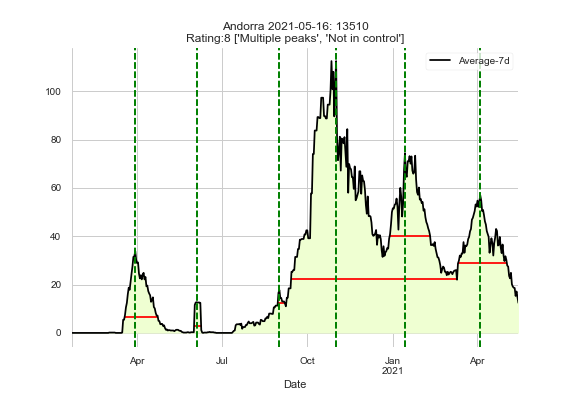 Andorra 2021-05-16: 13510
Rating:8 ['Multiple peaks', 'Not in control']
Average-7d
100
80
60
40
20
0
Apr
Jul
Oct
Jan
2021
Apr
Date